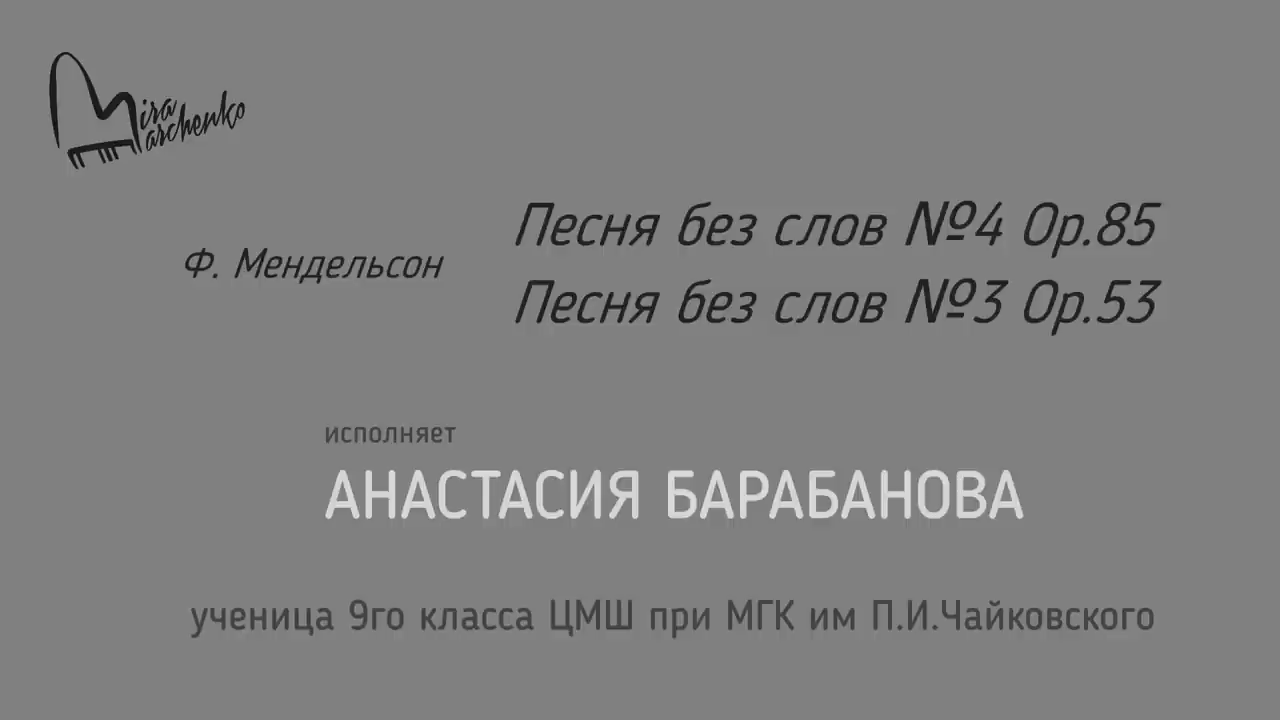 Mira
Marchenko
Ф. Мендельсон
Песня без слов №4 Op.85
Песня без слов №3 Op.53
исполняет
АНАСТАСИЯ БАРАБАНОВА
ученица 9го класса ЦМШ при МГК им П.И.Чайковского